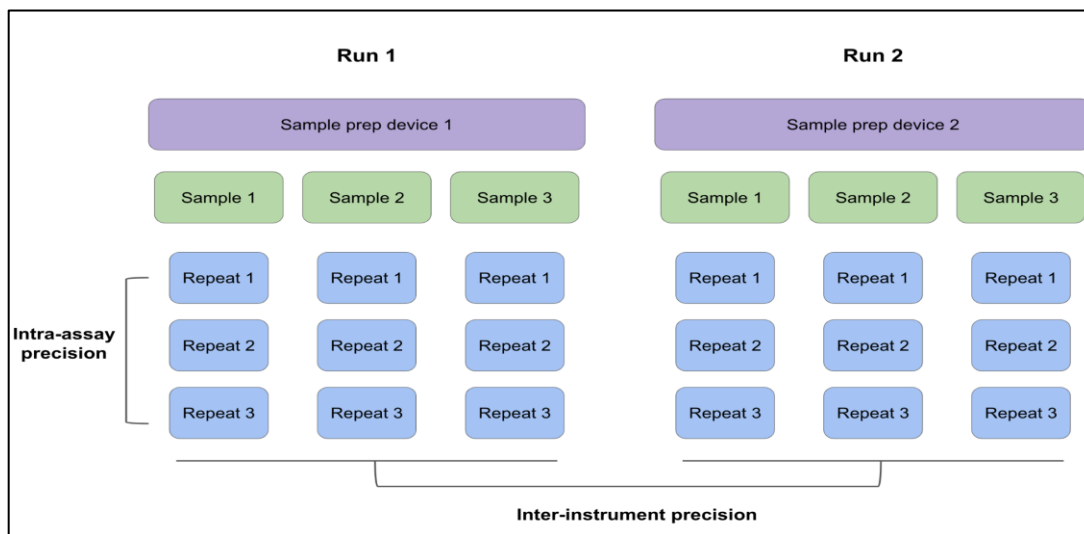 Run 1
Run 2
Sample prep device 1
Sample prep device 2
Sample 1
Sample 2
Sample 3
Sample 1
Sample 2
Sample 3
Repeat 1
Repeat 1
Repeat 1
Repeat 1
Repeat 1
Repeat 1
Intra-assay
precision
Repeat 2
Repeat 2
Repeat 2
Repeat 2
Repeat 2
Repeat 2
Repeat 3
Repeat 3
Repeat 3
Repeat 3
Repeat 3
Repeat 3
Inter-instrument precision